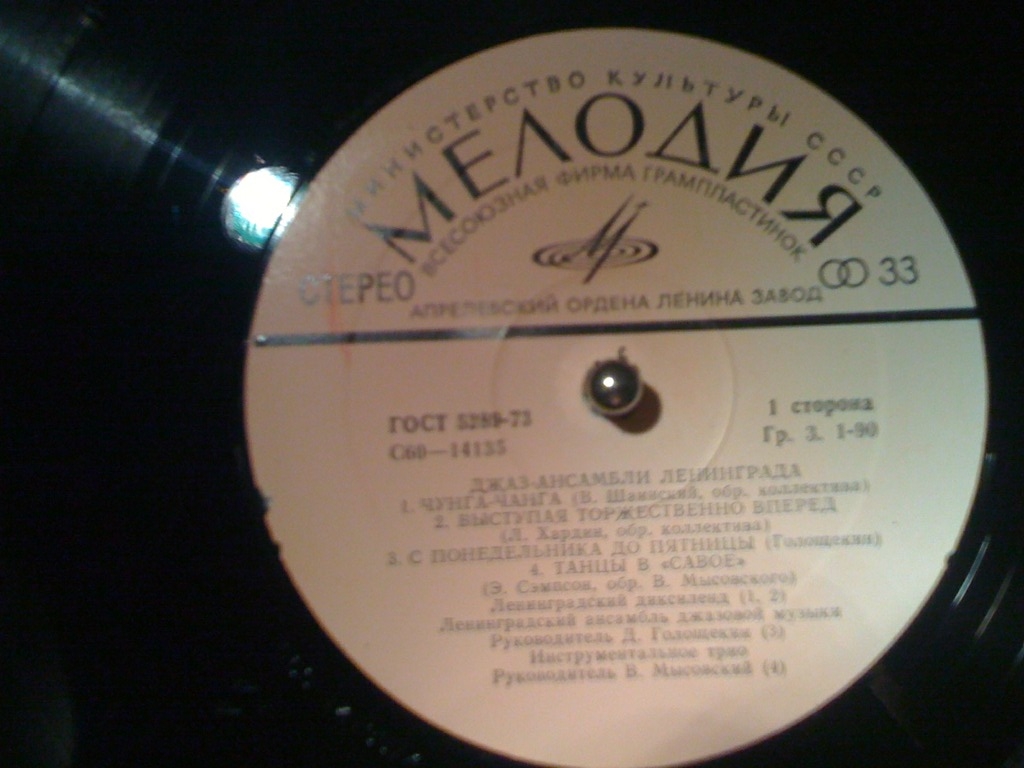 МИНИСТЕРСТВО КУЛЬТУРЫ СССР
МЕЛОДИЯ
ВСЕСОЮЗНАЯ ФИРМА ГРАМПЛАСТИНОК
СТЕРЕО
33
АПРЕЛЕВСКИЙ ОРДЕНА ЛЕНИНА ЗАВОД
ГОСТ 5289-73
1 сторона
С60—14135
Гр. 3. 1-90
ДЖАЗ-АНСАМБЛИ ЛЕНИНГРАДА
1. ЧУНГА-ЧАНГА (В. Шаинский, обр. коллектива)
2. ВЫСТУПАЯ ТОРЖЕСТВЕННО ВПЕРЕД
(Л. Хардин, обр. коллектива)
3. С ПОНЕДЕЛЬНИКА ДО ПЯТНИЦЫ (Голощекин)
4. ТАНЦЫ В «САВОЕ»
(Э. Сэмпсон, обр. В. Мысовского)
Ленинградский диксиленд (1, 2)
Ленинградский ансамбль джазовой музыки
Руководитель Д. Голощекин (3)
Инструментальное трио
Руководитель В. Мысовский (4)